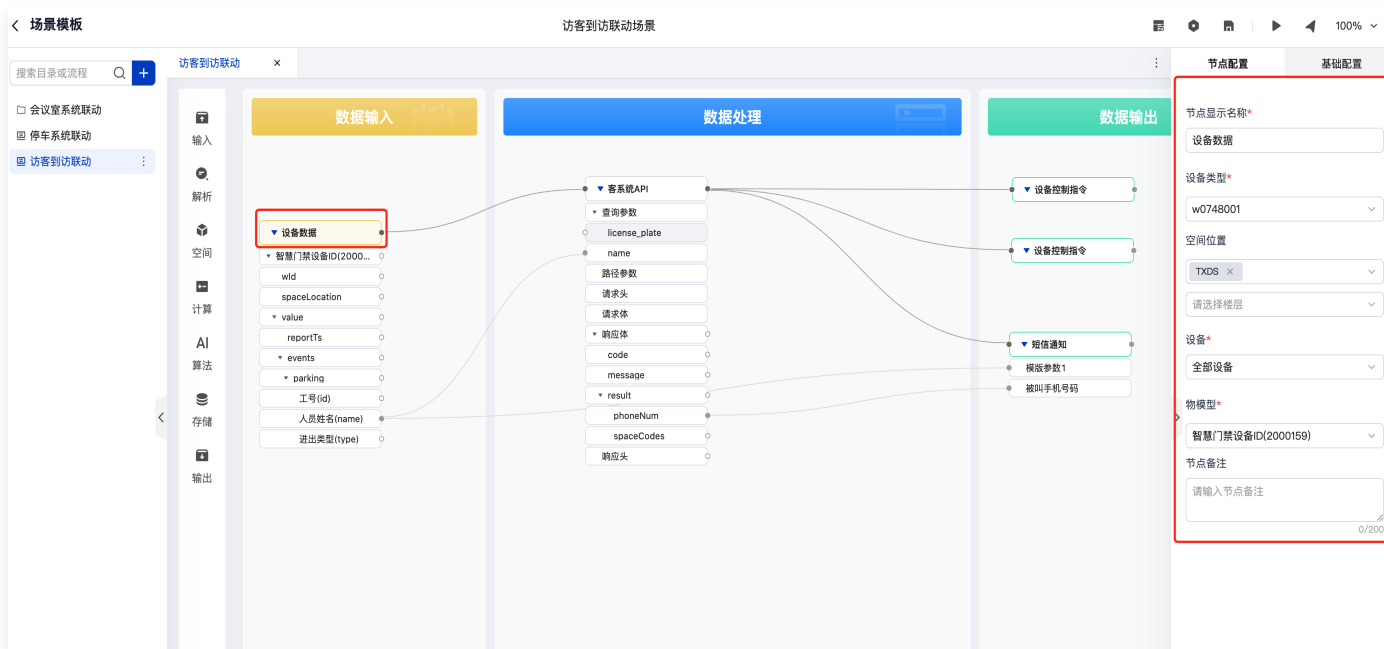 场景模板
访客到访联动场景
100%
搜索目录或流程
+
会议室系统联动
停车系统联动
访客到访联动
访客到访联动
输入
解析
空间
计算
AI
算法
存储
输出
数据输入
设备数据
智慧门禁设备ID(2000...
wId
spaceLocation
value
reportTs
events
parking
工号(id)
人员姓名(name)
进出类型(type)
数据处理
客系统API
查询参数
license_plate
name
路径参数
请求头
请求体
响应体
code
message
result
phoneNum
spaceCodes
响应头
数据输出
设备控制指令
设备控制指令
短信通知
模版参数1
被叫手机号码
节点配置
基础配置
节点显示名称*
设备数据
设备类型*
w0748001
空间位置
TXDS ×
请选择楼层
设备*
全部设备
物模型*
智慧门禁设备ID(2000159)
节点备注
请输入节点备注
0/200